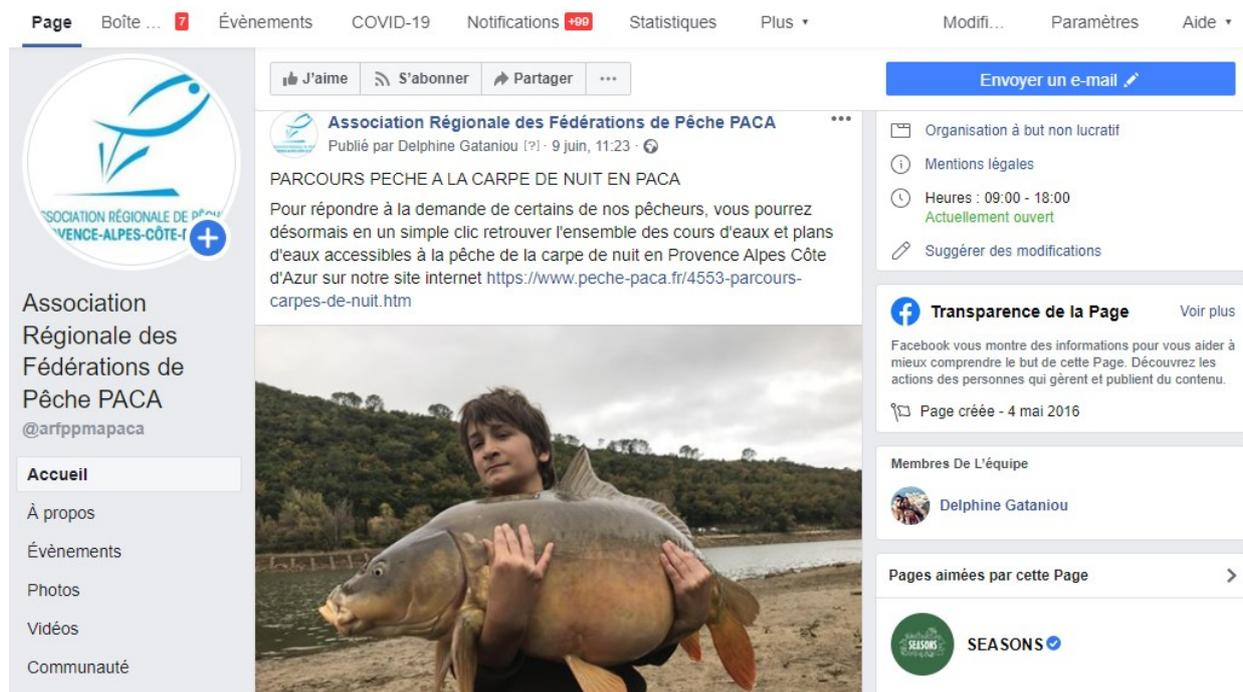 Page
Boîte ... 7
Évènements
COVID-19
Notifications +99
Statistiques
Plus
Modifi...
Paramètres
Aide
ASSOCIATION RÉGIONALE DE
PROVENCE-ALPES-CÔTE-
Association
Régionale des
Fédérations de
Pêche PACA
@arfppmapaca
Accueil
À propos
Évènements
Photos
Vidéos
Communauté
J'aime
S'abonner
Partager
...
Envoyer un e-mail
Association Régionale des Fédérations de Pêche PACA
Publié par Delphine Gataniou [?] · 9 juin, 11:23 ·
PARCOURS PECHE A LA CARPE DE NUIT EN PACA
Pour répondre à la demande de certains de nos pêcheurs, vous pourrez
désormais en un simple clic retrouver l'ensemble des cours d'eaux et plans
d'eaux accessibles à la pêche de la carpe de nuit en Provence Alpes Côte
d'Azur sur notre site internet https://www.peche-paca.fr/4553-parcours-
carpes-de-nuit.htm
Organisation à but non lucratif
Mentions légales
Heures : 09:00 - 18:00
Actuellement ouvert
Suggérer des modifications
Transparence de la Page
Voir plus
Facebook vous montre des informations pour vous aider à
mieux comprendre le but de cette Page. Découvrez les
actions des personnes qui gèrent et publient du contenu.
Page créée - 4 mai 2016
Membres De L'équipe
Delphine Gataniou
Pages aimées par cette Page
SEASONS
SEASONS